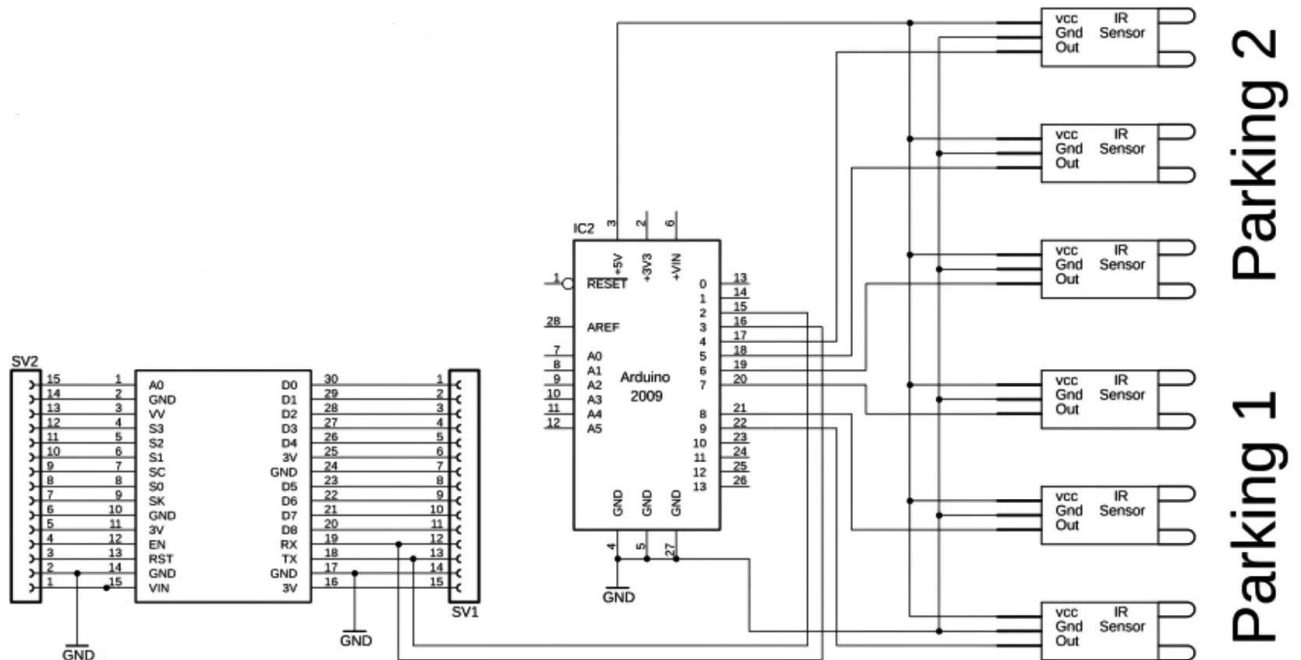 vcc IR
Gnd Sensor
Out
vcc IR
Gnd Sensor
Out
vcc IR
Gnd Sensor
Out
Parking 2
vcc IR
Gnd Sensor
Out
vcc IR
Gnd Sensor
Out
vcc IR
Gnd Sensor
Out
Parking 1
IC2
3 2 6
+5V +3V3 +VIN
1 RESET
28 AREF
7 A0
8 A1
9 A2
10 A3
11 A4
12 A5
Arduino
2009
0 13
1 14
2 15
3 16
4 17
5 18
6 19
7 20
8 21
9 22
10 23
11 24
12 25
13 26
GND GND GND
4 5 27
GND
SV2
15 1 A0 D0 30 1
14 2 GND D1 29 2
13 3 VV D2 28 3
12 4 S3 D3 27 4
11 5 S2 D4 26 5
10 6 S1 3V 25 6
9 7 SC GND 24 7
8 8 S0 D5 23 8
7 9 SK D6 22 9
6 10 GND D7 21 10
5 11 3V D8 20 11
4 12 EN RX 19 12
3 13 RST TX 18 13
2 14 GND GND 17 14
1 15 VIN 3V 16 15
SV1
GND
GND